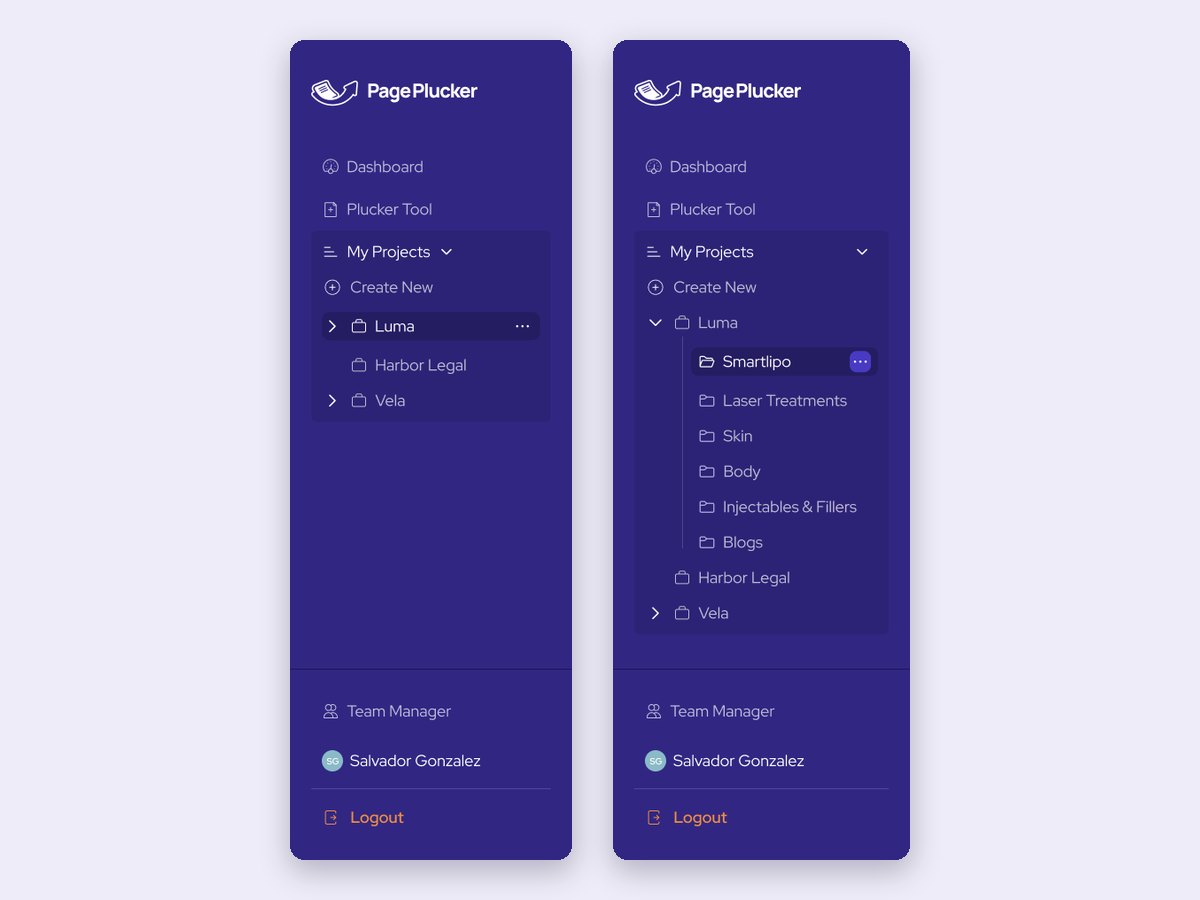 PagePlucker
Dashboard
Plucker Tool
My Projects
Create New
Luma
Harbor Legal
Vela
Team Manager
SG Salvador Gonzalez
Logout
PagePlucker
Dashboard
Plucker Tool
My Projects
Create New
Luma
Smartlipo
Laser Treatments
Skin
Body
Injectables & Fillers
Blogs
Harbor Legal
Vela
Team Manager
SG Salvador Gonzalez
Logout